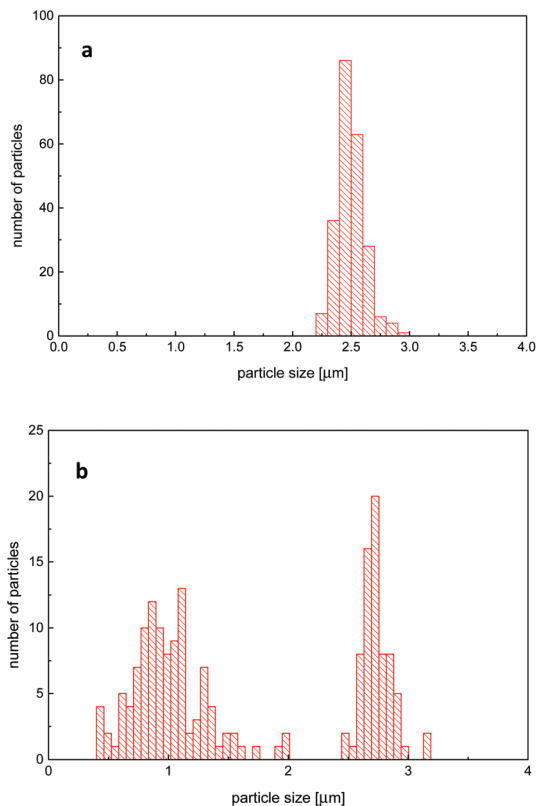 a
100
80
60
40
20
0
number of particles
0.0 0.5 1.0 1.5 2.0 2.5 3.0 3.5 4.0
particle size [μm]
b
25
20
15
10
5
0
number of particles
0 1 2 3 4
particle size [μm]